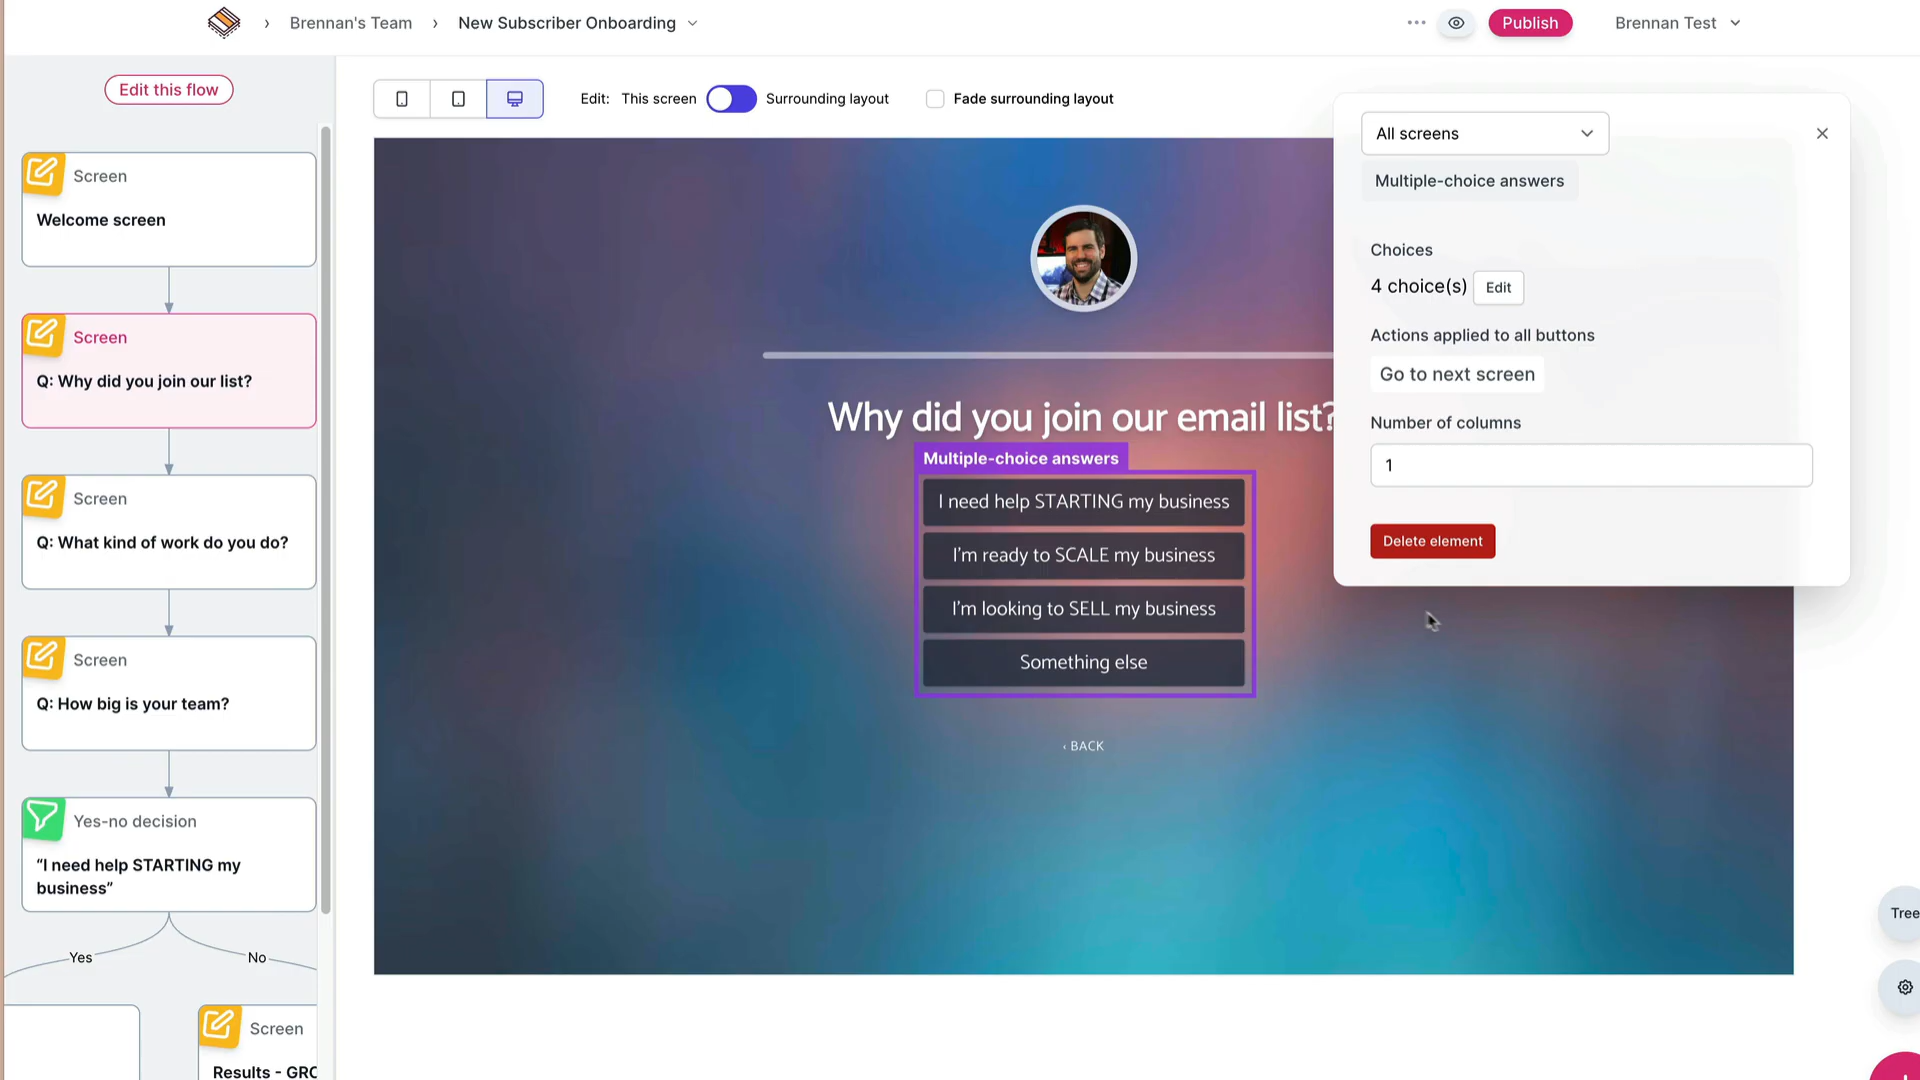 Brennan's Team
New Subscriber Onboarding
Publish
Brennan Test
Edit this flow
Screen
Welcome screen
Screen
Q: Why did you join our list?
Screen
Q: What kind of work do you do?
Screen
Q: How big is your team?
Yes-no decision
“I need help STARTING my
business”
Yes
No
Screen
Results - GRO
Edit: This screen
Surrounding layout
Fade surrounding layout
Why did you join our email list?
Multiple-choice answers
I need help STARTING my business
I'm ready to SCALE my business
I'm looking to SELL my business
Something else
‹ BACK
All screens
Multiple-choice answers
Choices
4 choice(s) Edit
Actions applied to all buttons
Go to next screen
Number of columns
1
Delete element
Tree